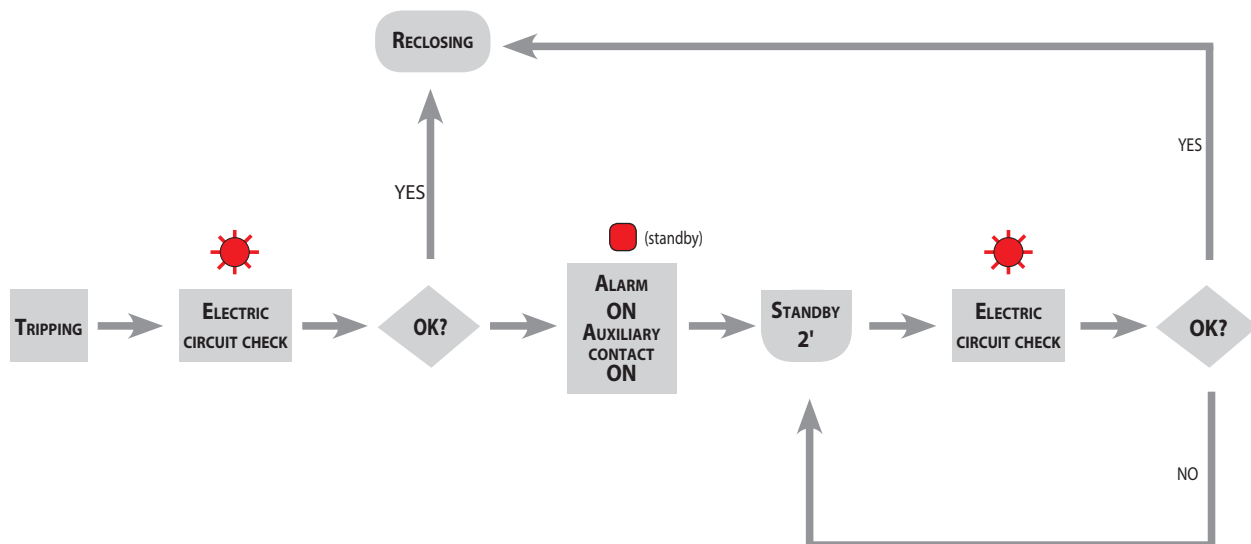 RECLOSING
YES
YES
(standby)
TRIPPING
ELECTRIC
CIRCUIT CHECK
OK?
ALARM
ON
AUXILIARY
CONTACT
ON
STANDBY
2'
ELECTRIC
CIRCUIT CHECK
OK?
NO